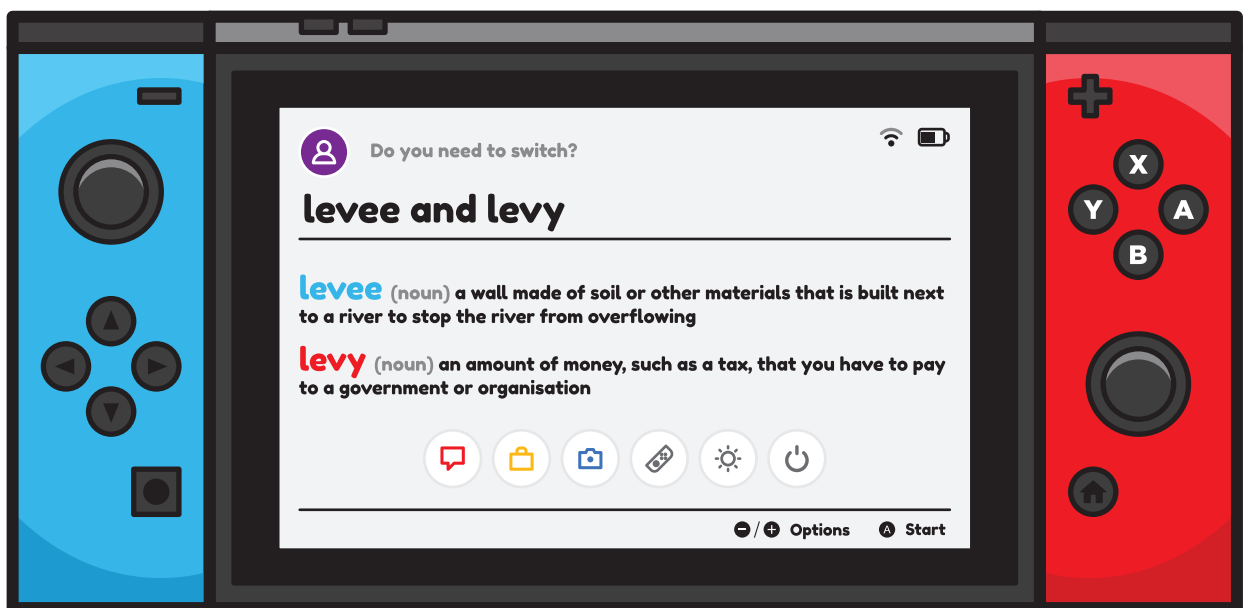 Do you need to switch?
levee and levy
levee (noun) a wall made of soil or other materials that is built next
to a river to stop the river from overflowing
levy (noun) an amount of money, such as a tax, that you have to pay
to a government or organisation
-/+ Options A Start
X
Y A
B